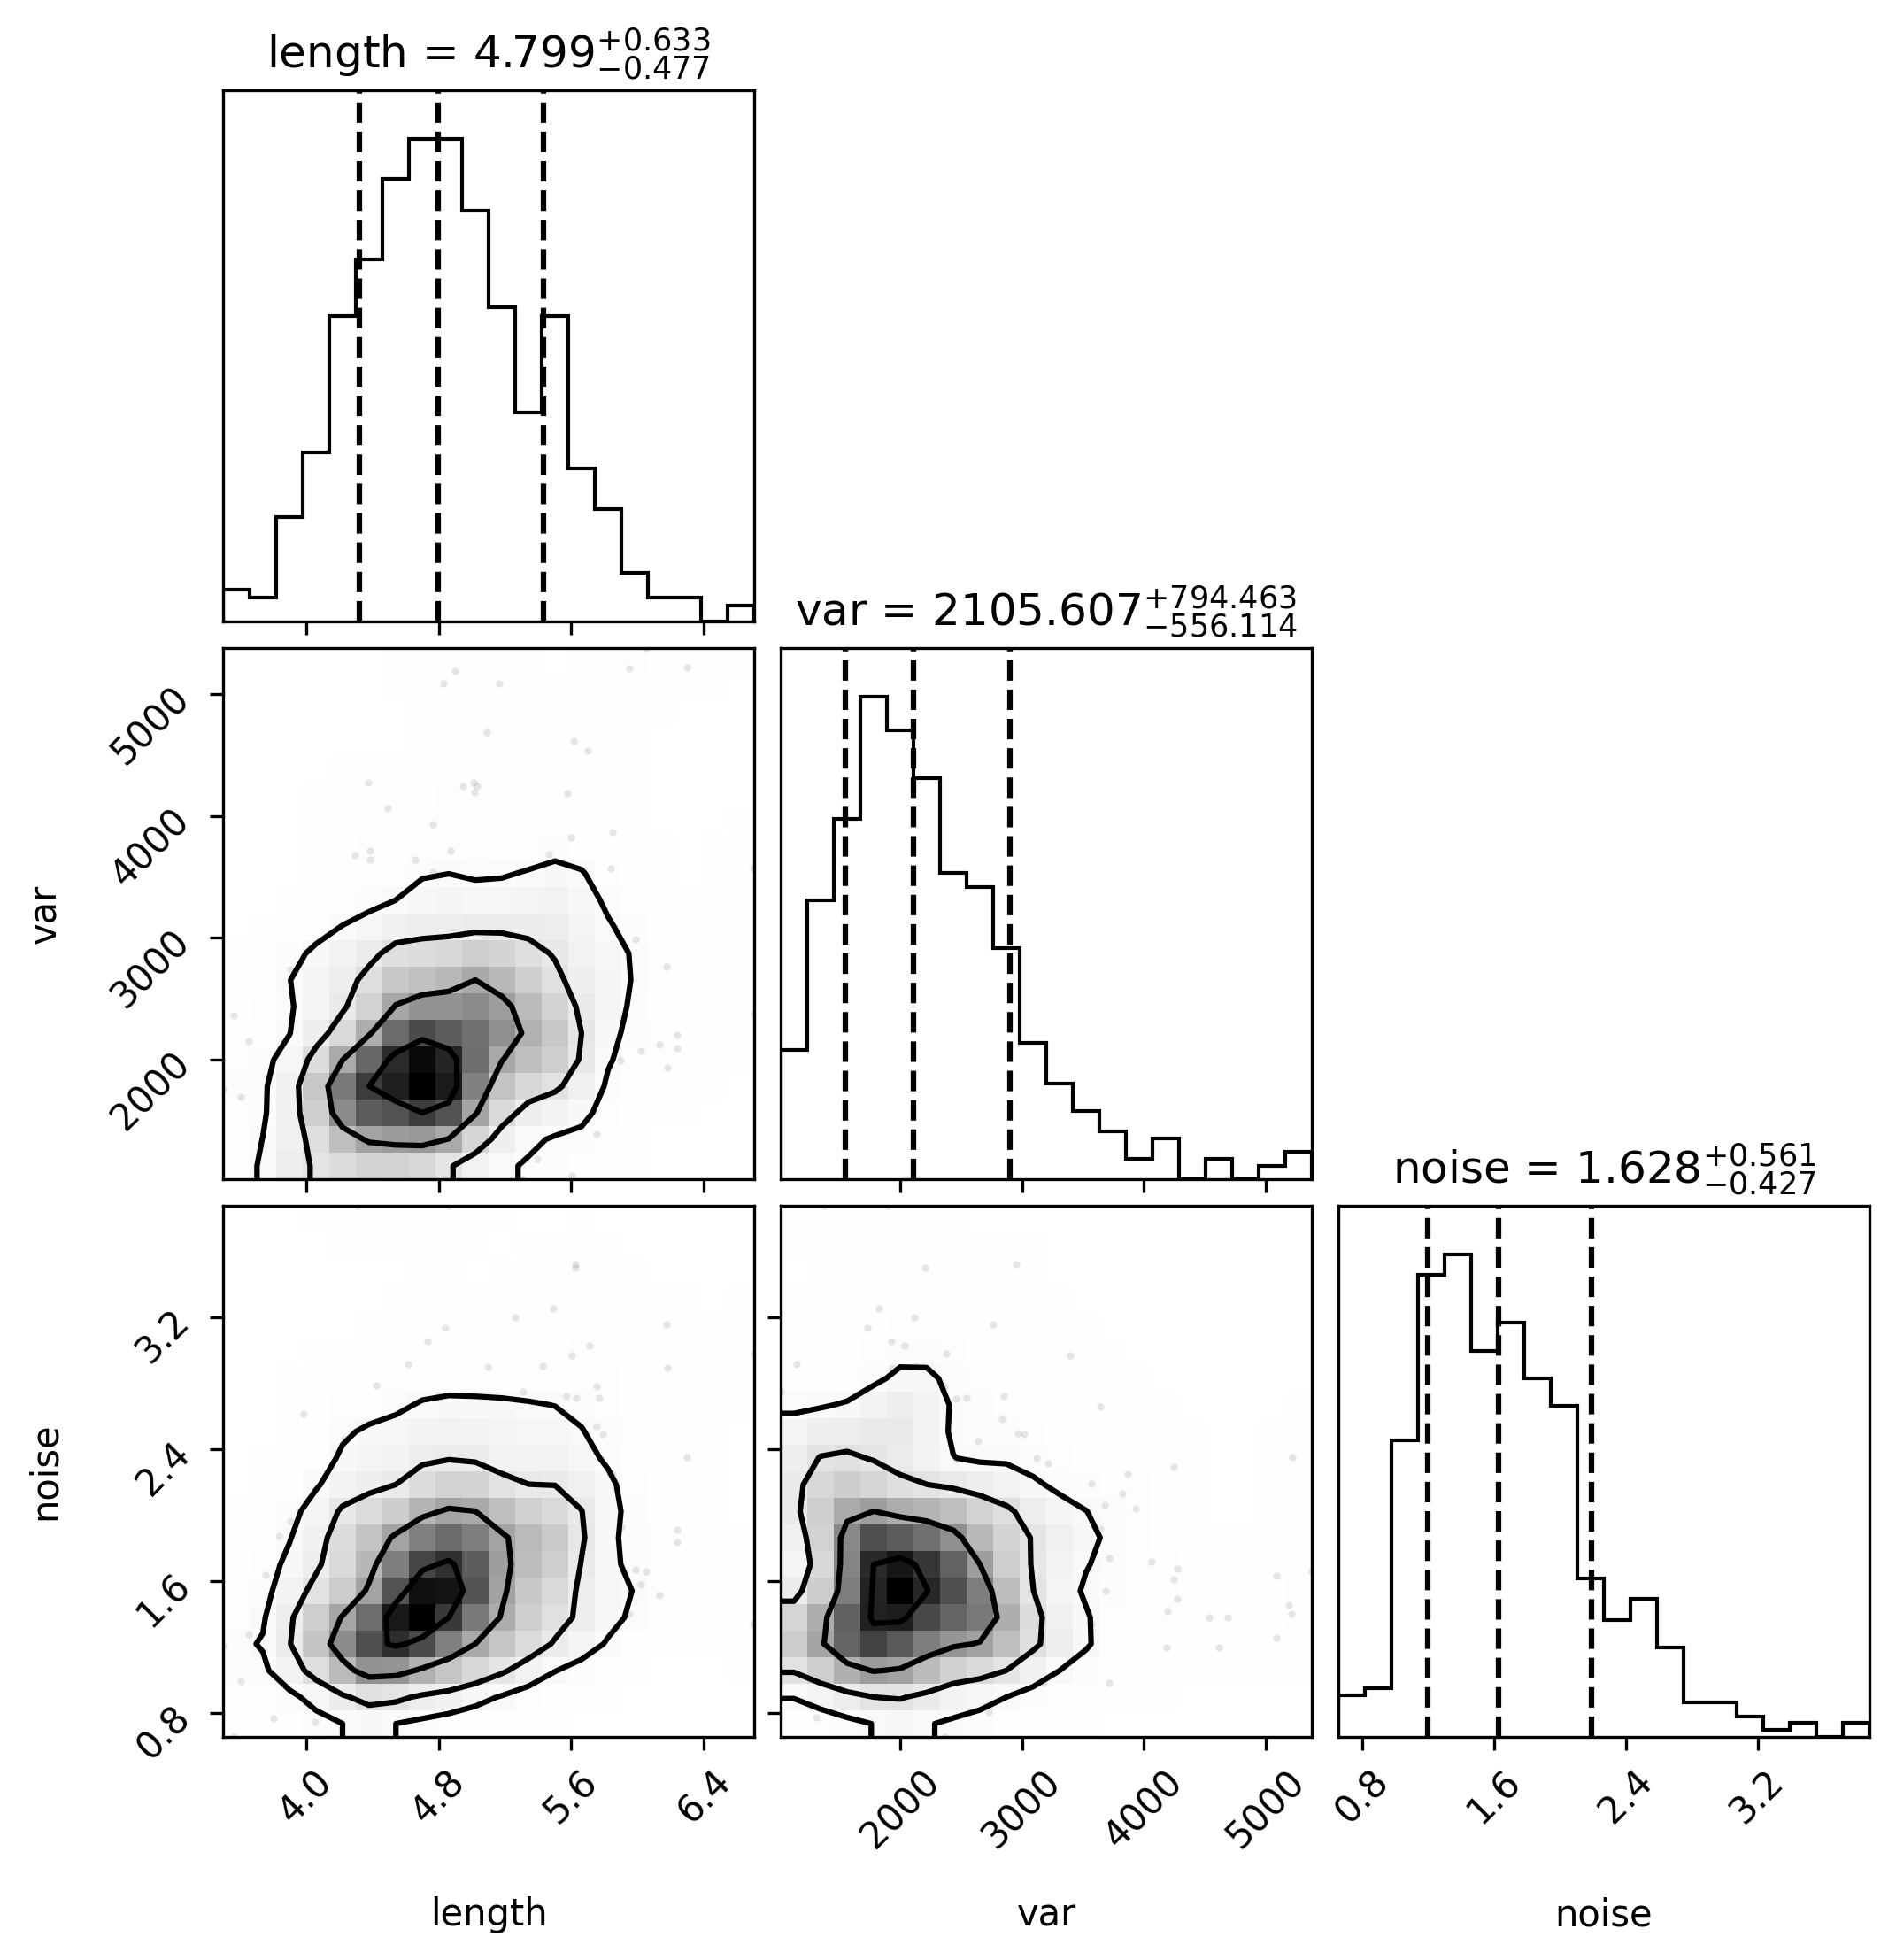 length = 4.799 +0.633 −0.477
var = 2105.607 +794.463 −556.114
5000
4000
3000
2000
var
noise = 1.628 +0.561 −0.427
3.2
2.4
1.6
0.8
noise
4.0 4.8 5.6 6.4 2000 3000 4000 5000 0.8 1.6 2.4 3.2
length var noise